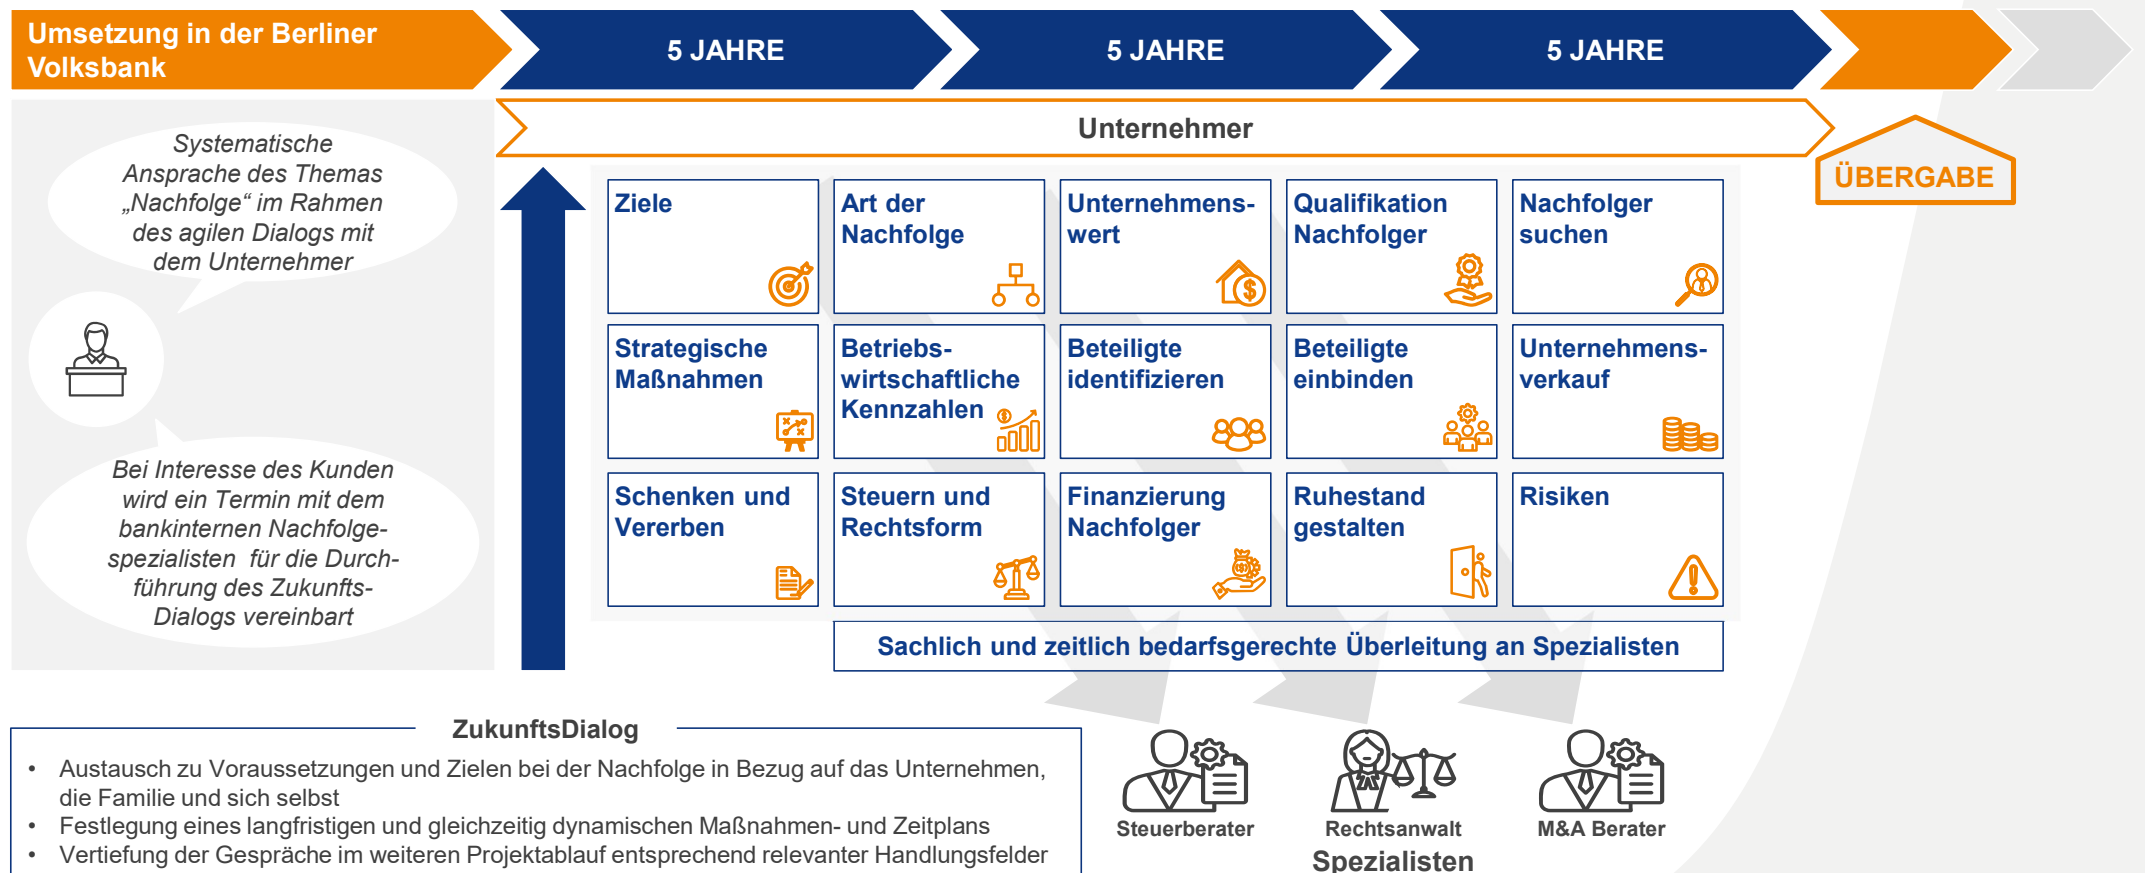 Umsetzung in der Berliner
Volksbank
5 JAHRE
5 JAHRE
5 JAHRE
Unternehmer
ÜBERGABE
Systematische
Ansprache des Themas
„Nachfolge“ im Rahmen
des agilen Dialogs mit
dem Unternehmer
Bei Interesse des Kunden
wird ein Termin mit dem
bankinternen Nachfolge-
spezialisten für die Durch-
führung des Zukunfts-
Dialogs vereinbart
Ziele
Art der
Nachfolge
Unternehmens-
wert
Qualifikation
Nachfolger
Nachfolger
suchen
Strategische
Maßnahmen
Betriebs-
wirtschaftliche
Kennzahlen
Beteiligte
identifizieren
Beteiligte
einbinden
Unternehmens-
verkauf
Schenken und
Vererben
Steuern und
Rechtsform
Finanzierung
Nachfolger
Ruhestand
gestalten
Risiken
Sachlich und zeitlich bedarfsgerechte Überleitung an Spezialisten
ZukunftsDialog
• Austausch zu Voraussetzungen und Zielen bei der Nachfolge in Bezug auf das Unternehmen,
die Familie und sich selbst
• Festlegung eines langfristigen und gleichzeitig dynamischen Maßnahmen- und Zeitplans
• Vertiefung der Gespräche im weiteren Projektablauf entsprechend relevanter Handlungsfelder
Steuerberater
Rechtsanwalt
M&A Berater
Spezialisten